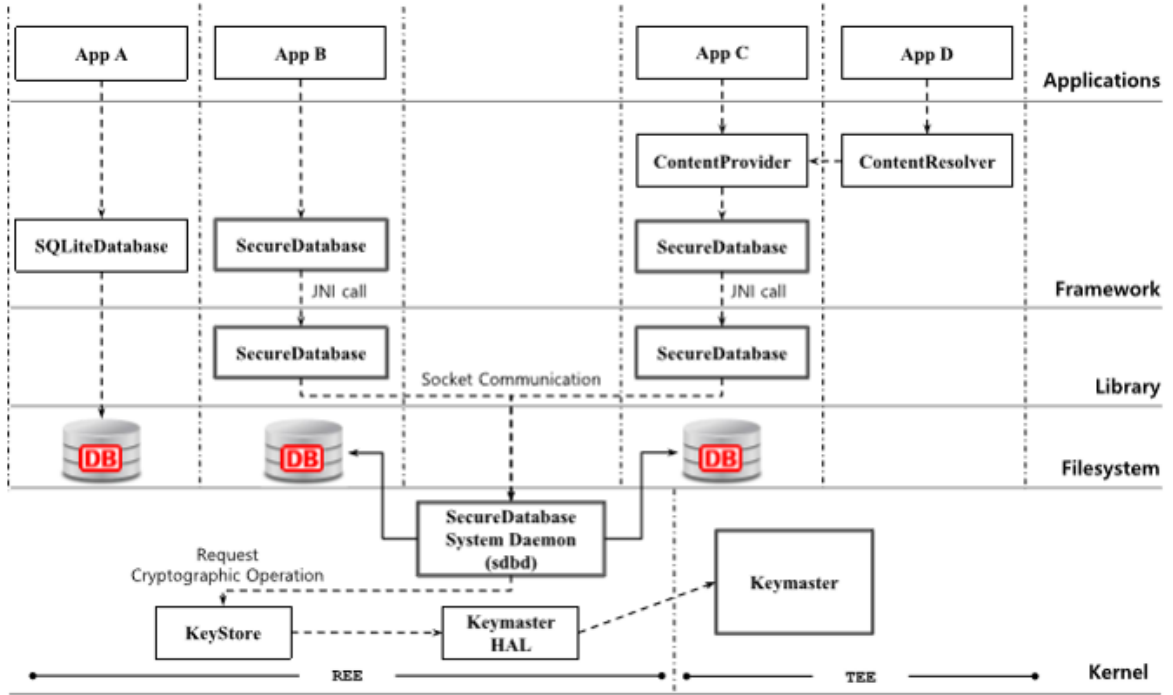 App A
App B
App C
App D
Applications
ContentProvider
ContentResolver
SQLiteDatabase
SecureDatabase
SecureDatabase
JNI call
JNI call
Framework
SecureDatabase
SecureDatabase
Socket Communication
Library
DB
DB
DB
Filesystem
SecureDatabase
System Daemon
(sdbd)
Request
Cryptographic Operation
Keymaster
KeyStore
Keymaster
HAL
REE
TEE
Kernel